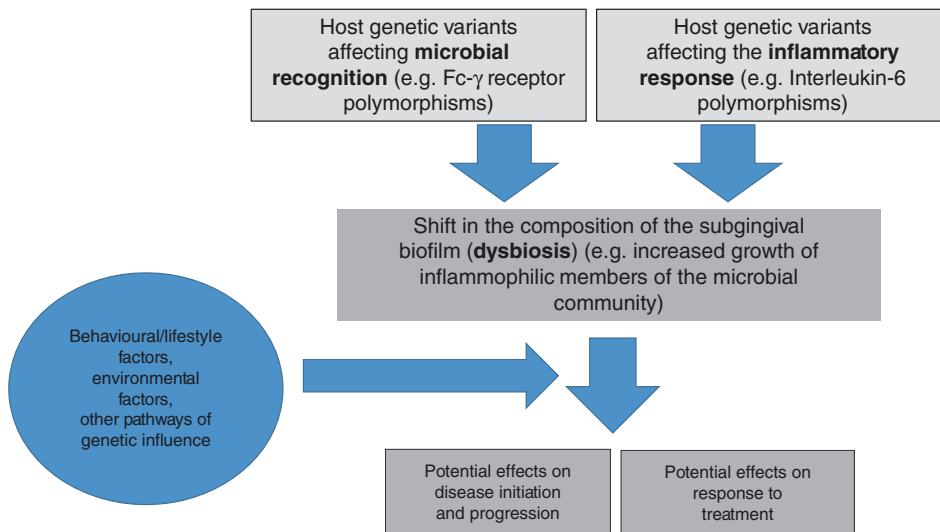 Host genetic variants
affecting microbial
recognition (e.g. Fc-γ receptor
polymorphisms)
Host genetic variants
affecting the inflammatory
response (e.g. Interleukin-6
polymorphisms)
Shift in the composition of the subgingival
biofilm (dysbiosis) (e.g. increased growth of
inflammophilic members of the microbial
community)
Behavioural/lifestyle
factors,
environmental
factors,
other pathways of
genetic influence
Potential effects on
disease initiation
and progression
Potential effects on
response to
treatment